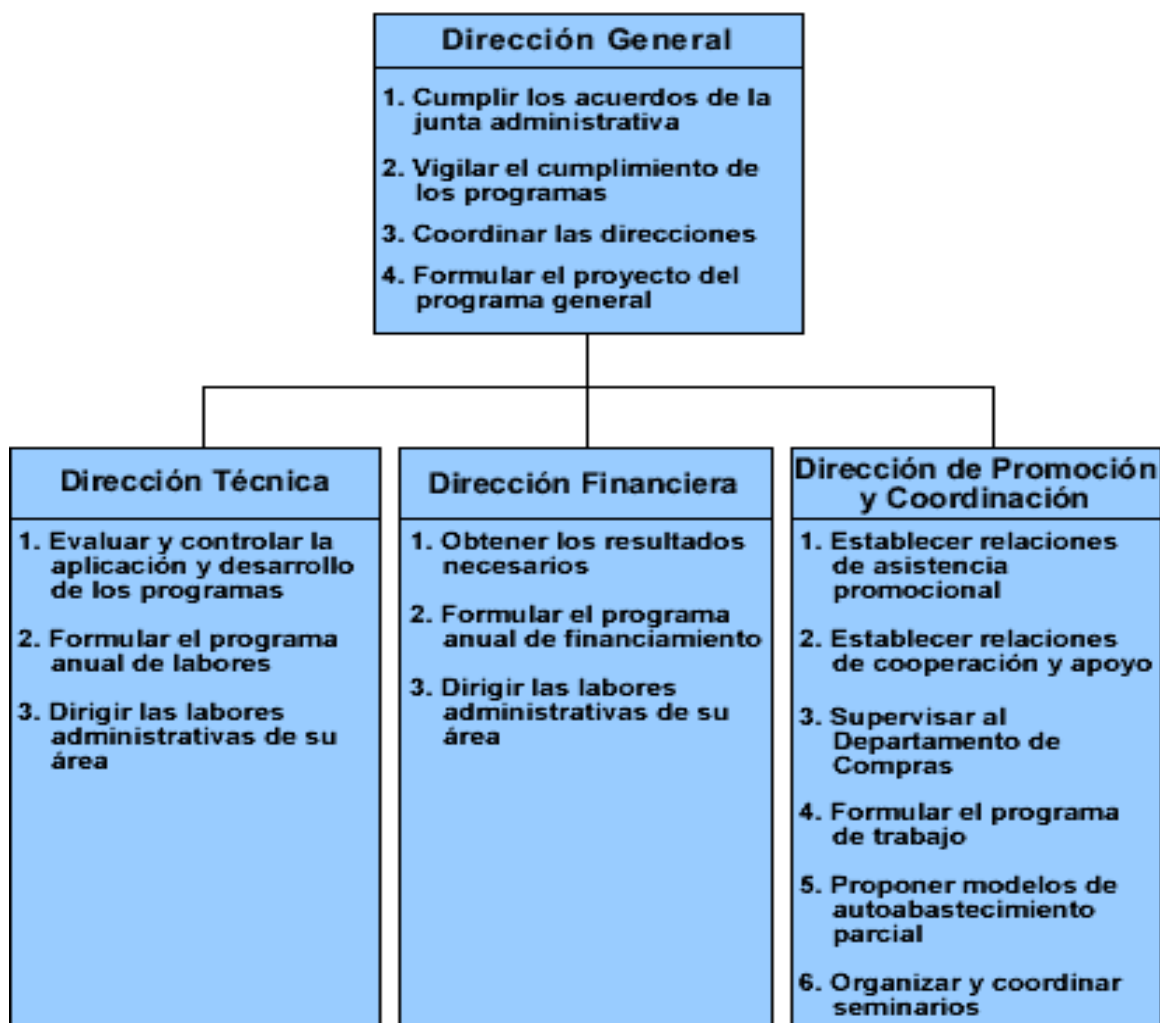 Dirección General
1. Cumplir los acuerdos de la
junta administrativa
2. Vigilar el cumplimiento de
los programas
3. Coordinar las direcciones
4. Formular el proyecto del
programa general
Dirección Técnica
1. Evaluar y controlar la
aplicación y desarrollo
de los programas
2. Formular el programa
anual de labores
3. Dirigir las labores
administrativas de su
área
Dirección Financiera
1. Obtener los resultados
necesarios
2. Formular el programa
anual de financiamiento
3. Dirigir las labores
administrativas de su
área
Dirección de Promoción
y Coordinación
1. Establecer relaciones
de asistencia
promocional
2. Establecer relaciones
de cooperación y apoyo
3. Supervisar al
Departamento de
Compras
4. Formular el programa
de trabajo
5. Proponer modelos de
autoabastecimiento
parcial
6. Organizar y coordinar
seminarios